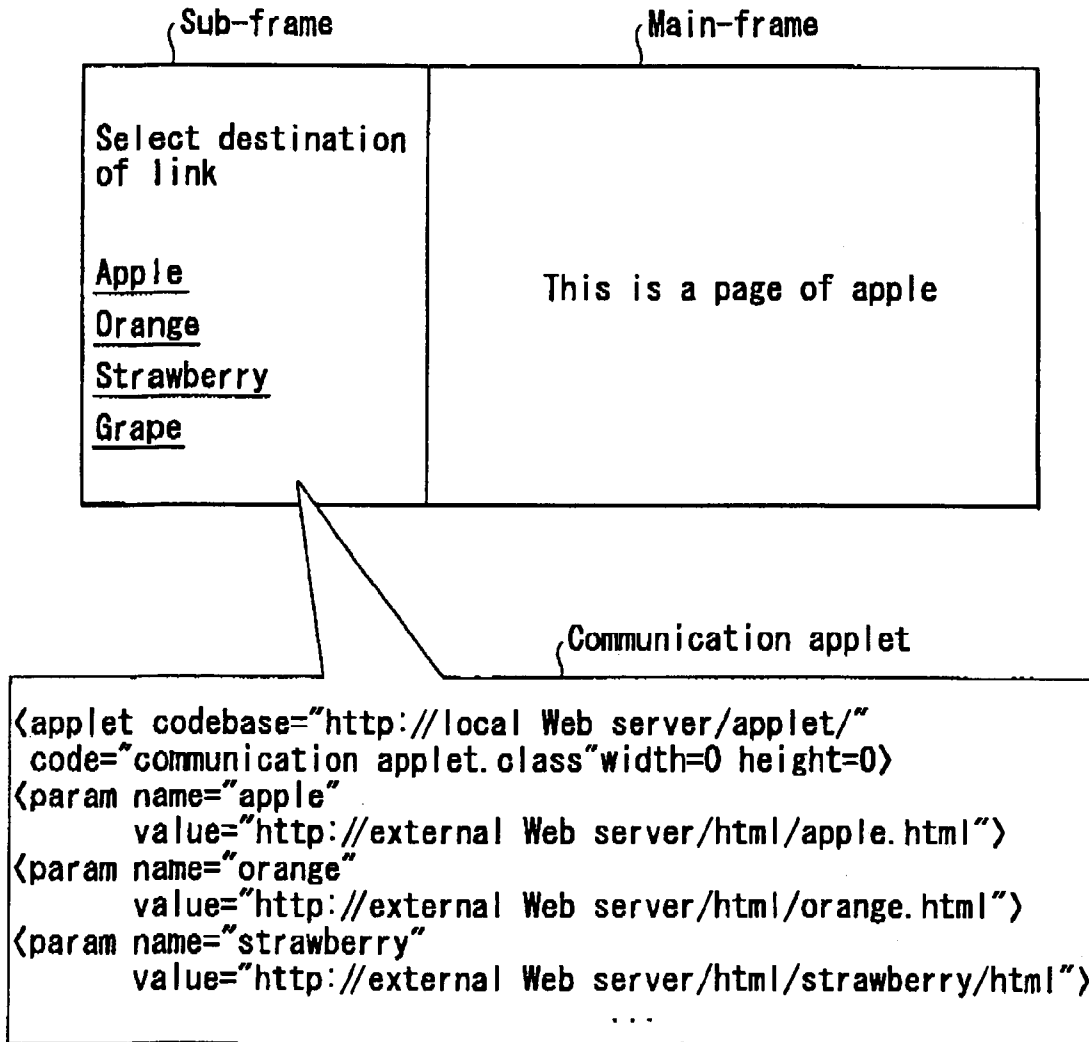 Sub-frame
Main-frame
Select destination
of link
Apple
Orange
Strawberry
Grape
This is a page of apple
Communication applet
<applet codebase="http://local Web server/applet/"
code="communication applet.class"width=0 height=0>
<param name="apple"
value="http://external Web server/html/apple.html">
<param name="orange"
value="http://external Web server/html/orange.html">
<param name="strawberry"
value="http://external Web server/html/strawberry/html">
...